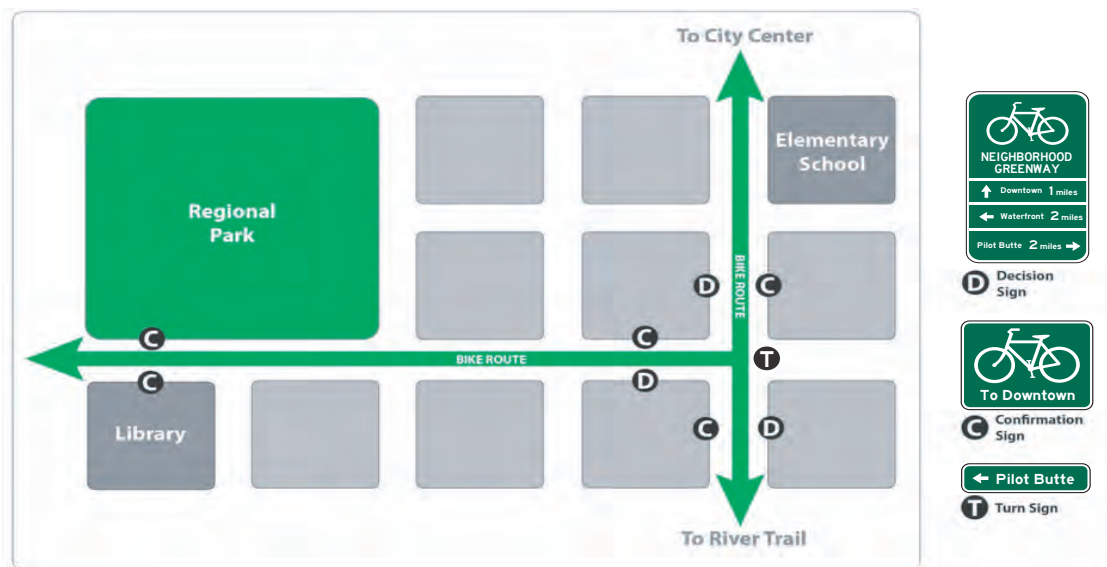 To City Center
Elementary
School
Regional
Park
BIKE ROUTE
D
C
C
C
BIKE ROUTE
T
C
D
Library
C
D
To River Trail
NEIGHBORHOOD
GREENWAY
Downtown 1 miles
Waterfront 2 miles
Pilot Butte 2 miles
D Decision
Sign
To Downtown
C Confirmation
Sign
Pilot Butte
T Turn Sign